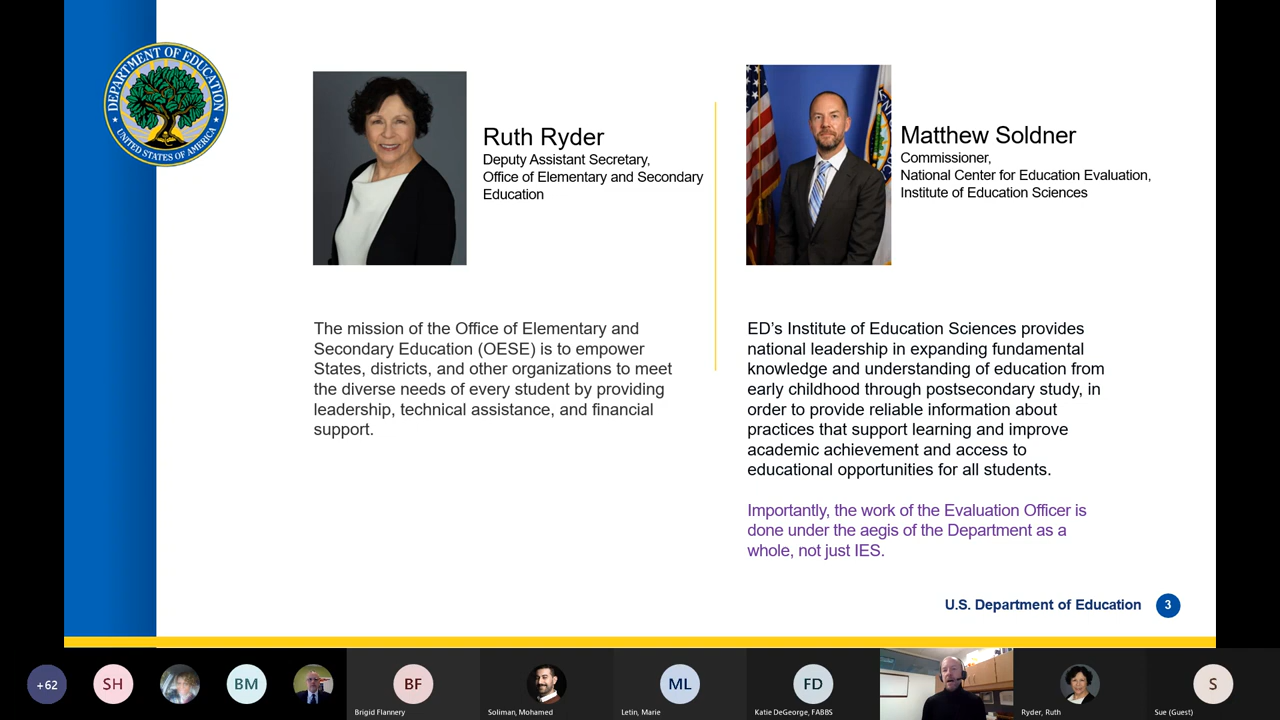 DEPARTMENT OF EDUCATION
UNITED STATES OF AMERICA
Ruth Ryder
Deputy Assistant Secretary,
Office of Elementary and Secondary
Education
Matthew Soldner
Commissioner,
National Center for Education Evaluation,
Institute of Education Sciences
The mission of the Office of Elementary and
Secondary Education (OESE) is to empower
States, districts, and other organizations to meet
the diverse needs of every student by providing
leadership, technical assistance, and financial
support.
ED’s Institute of Education Sciences provides
national leadership in expanding fundamental
knowledge and understanding of education from
early childhood through postsecondary study, in
order to provide reliable information about
practices that support learning and improve
academic achievement and access to
educational opportunities for all students.
Importantly, the work of the Evaluation Officer is
done under the aegis of the Department as a
whole, not just IES.
U.S. Department of Education 3
+62
SH
BM
BF
Brigid Flannery
Soliman, Mohamed
ML
Letin, Marie
FD
Katie DeGeorge, FABBS
Ryder, Ruth
S
Sue (Guest)